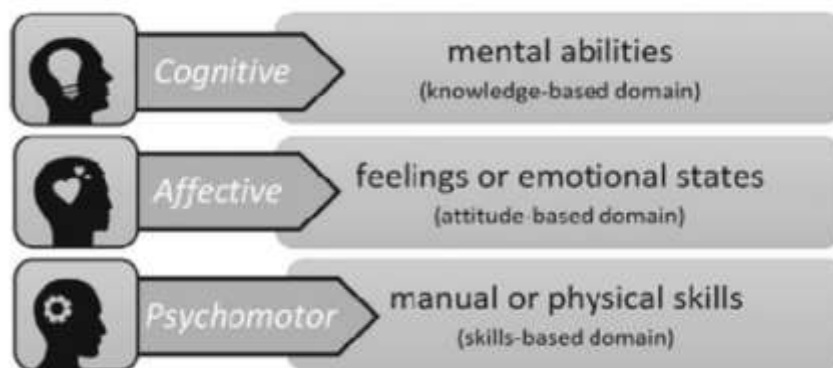 Cognitive
mental abilities
(knowledge-based domain)
Affective
feelings or emotional states
(attitude-based domain)
Psychomotor
manual or physical skills
(skills-based domain)